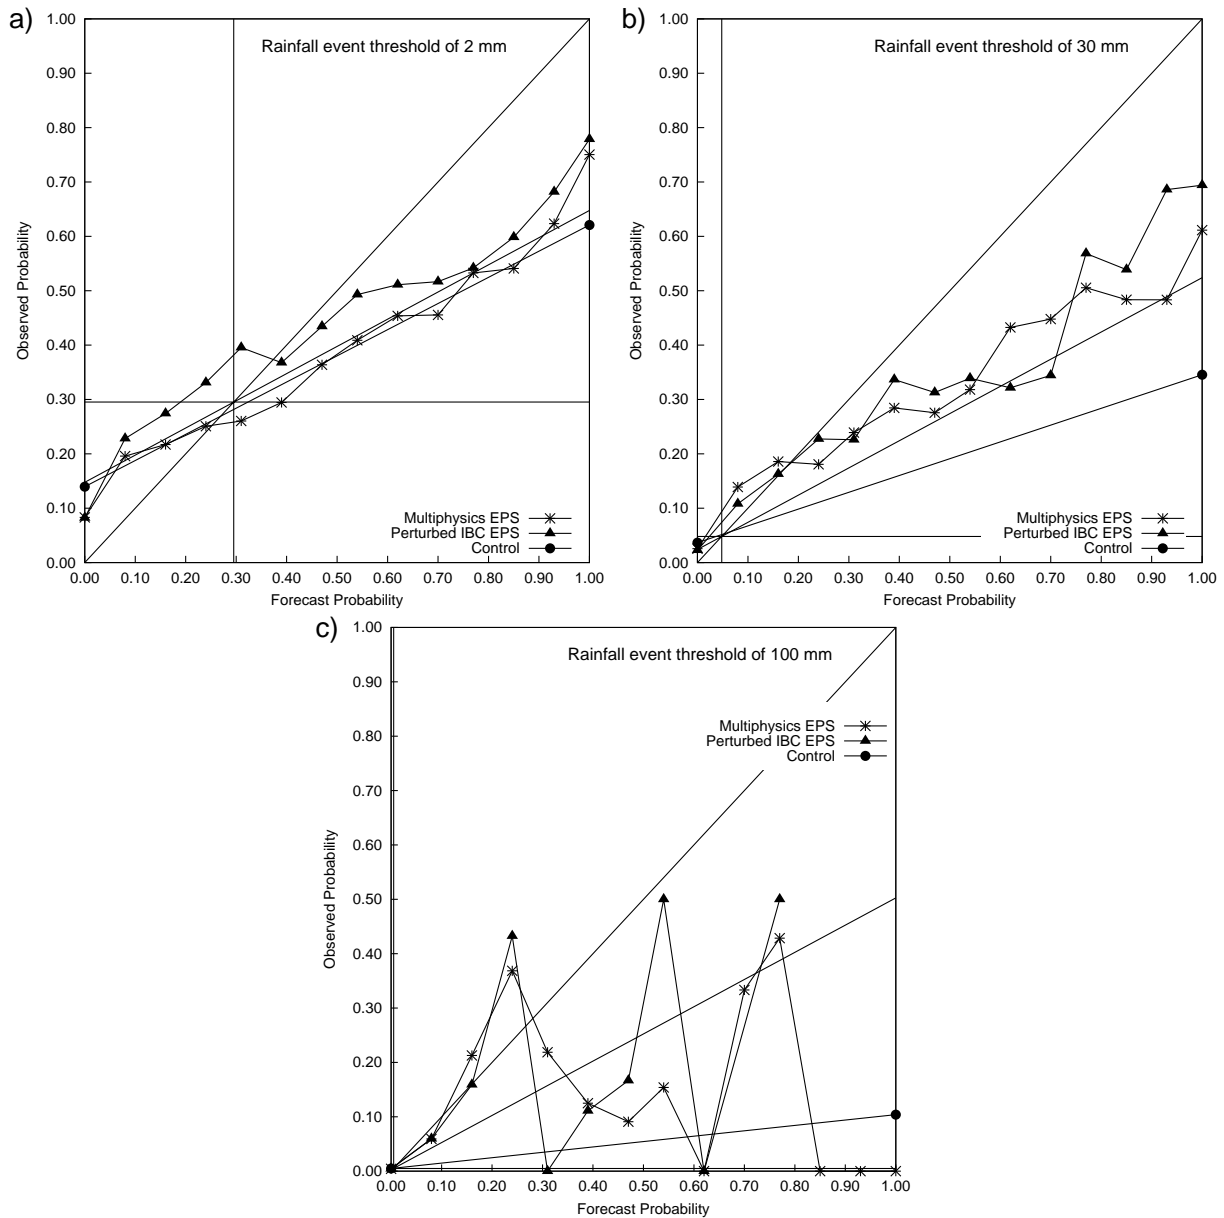 a)
Rainfall event threshold of 2 mm
1.00
0.90
0.80
0.70
0.60
0.50
0.40
0.30
0.20
0.10
0.00
Observed Probability
Multiphysics EPS
Perturbed IBC EPS
Control
0.00 0.10 0.20 0.30 0.40 0.50 0.60 0.70 0.80 0.90 1.00
Forecast Probability
b)
Rainfall event threshold of 30 mm
1.00
0.90
0.80
0.70
0.60
0.50
0.40
0.30
0.20
0.10
0.00
Observed Probability
Multiphysics EPS
Perturbed IBC EPS
Control
0.00 0.10 0.20 0.30 0.40 0.50 0.60 0.70 0.80 0.90 1.00
Forecast Probability
c)
Rainfall event threshold of 100 mm
1.00
0.90
0.80
0.70
0.60
0.50
0.40
0.30
0.20
0.10
0.00
Observed Probability
Multiphysics EPS
Perturbed IBC EPS
Control
0.00 0.10 0.20 0.30 0.40 0.50 0.60 0.70 0.80 0.90 1.00
Forecast Probability